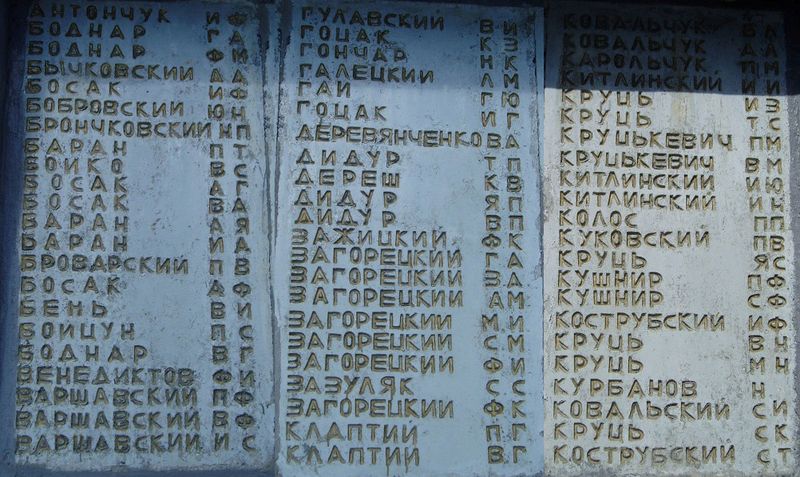 АНТОНЧУК И Ф
БОДНАР Г А
БОДНАР Ф М
БЫЧКОВСКИЙ А А
БОСАК И Ф
БОБРОВСКИЙ Ю Н
БРОНЧКОВСКИЙ Н П
БАРАН П Т
БОЙКО В С
БОСАК А Г
БОСАК В А
БАРАН А Я
БАРАН И А
БРОВАРСКИЙ П В
БОСАК А Ф
БЕНЬ В И
БОЙЦУН П С
БОДНАР В Г
ВЕНЕДИКТОВ Ф И
ВАРШАВСКИЙ П Ф
ВАРШАВСКИЙ В Ф
ВАРШАВСКИЙ И С
ГУЛАВСКИЙ В И
ГОЦАК К З
ГОНЧАР Н К
ГАЛЕЦКИЙ Л М
ГАЙ Г Ю
ГОЦАК И Г
ДЕРЕВЯНЧЕНКО В А
ДИДУР Т П
ДЕРЕШ К В
ДИДУР Я П
ДИДУР В П
ЗАЖИЦКИЙ Ф К
ЗАГОРЕЦКИЙ Г А
ЗАГОРЕЦКИЙ В А
ЗАГОРЕЦКИЙ А М
ЗАГОРЕЦКИЙ М И
ЗАГОРЕЦКИЙ С М
ЗАГОРЕЦКИЙ Ф И
ЗАЗУЛЯК С С
ЗАГОРЕЦКИЙ Ф К
КЛАПТИЙ П Г
КЛАПТИЙ В Г
КОВАЛЬЧУК В Л
КОВАЛЬЧУК А Л
КАРОЛЬЧУК П М
КИТЛИНСКИЙ И И
КРУЦЬ И З
КРУЦЬ Т С
КРУЦЬКЕВИЧ П М
КРУЦЬКЕВИЧ В М
КИТЛИНСКИЙ И Ю
КИТЛИНСКИЙ И Н
КОЛОС П П
КУКОВСКИЙ П В
КРУЦЬ Я С
КУШНИР П Ф
КУШНИР С Ф
КОСТРУБСКИЙ И Ф
КРУЦЬ В Н
КРУЦЬ М Н
КУРБАНОВ Н
КОВАЛЬСКИЙ С И
КРУЦЬ С К
КОСТРУБСКИЙ С Т